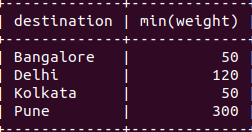 | destination | min(weight) |
| Bangalore | 50 |
| Delhi | 120 |
| Kolkata | 50 |
| Pune | 300 |